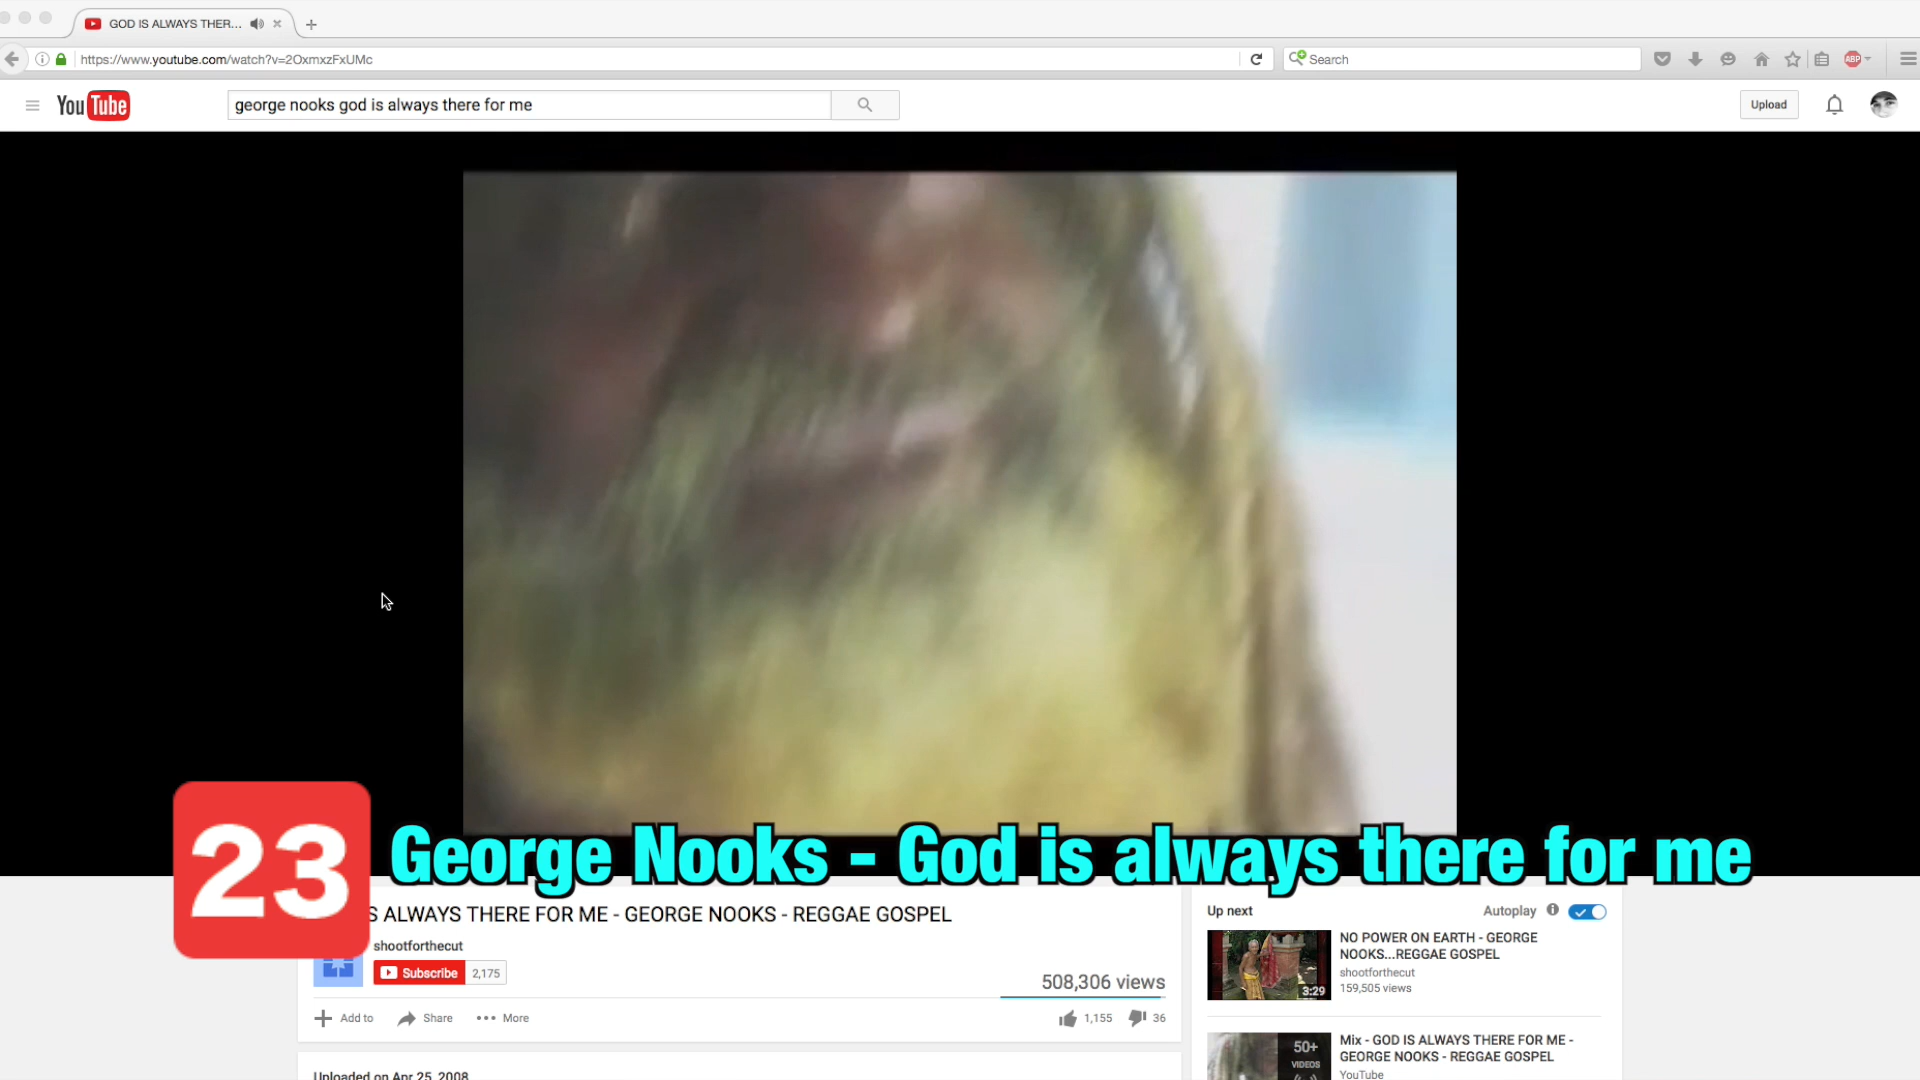 GOD IS ALWAYS THER...
https://www.youtube.com/watch?v=2OxmxzFxUMc
Search
ABP
YouTube
george nooks god is always there for me
Upload
23
George Nooks - God is always there for me
S ALWAYS THERE FOR ME - GEORGE NOOKS - REGGAE GOSPEL
shootforthecut
Subscribe 2,175
508,306 views
Add to
Share
More
1,155
36
Uploaded on Apr 25, 2008
Up next
Autoplay
NO POWER ON EARTH - GEORGE
NOOKS...REGGAE GOSPEL
shootforthecut
159,505 views
3:29
Mix - GOD IS ALWAYS THERE FOR ME -
GEORGE NOOKS - REGGAE GOSPEL
YouTube
50+
VIDEOS